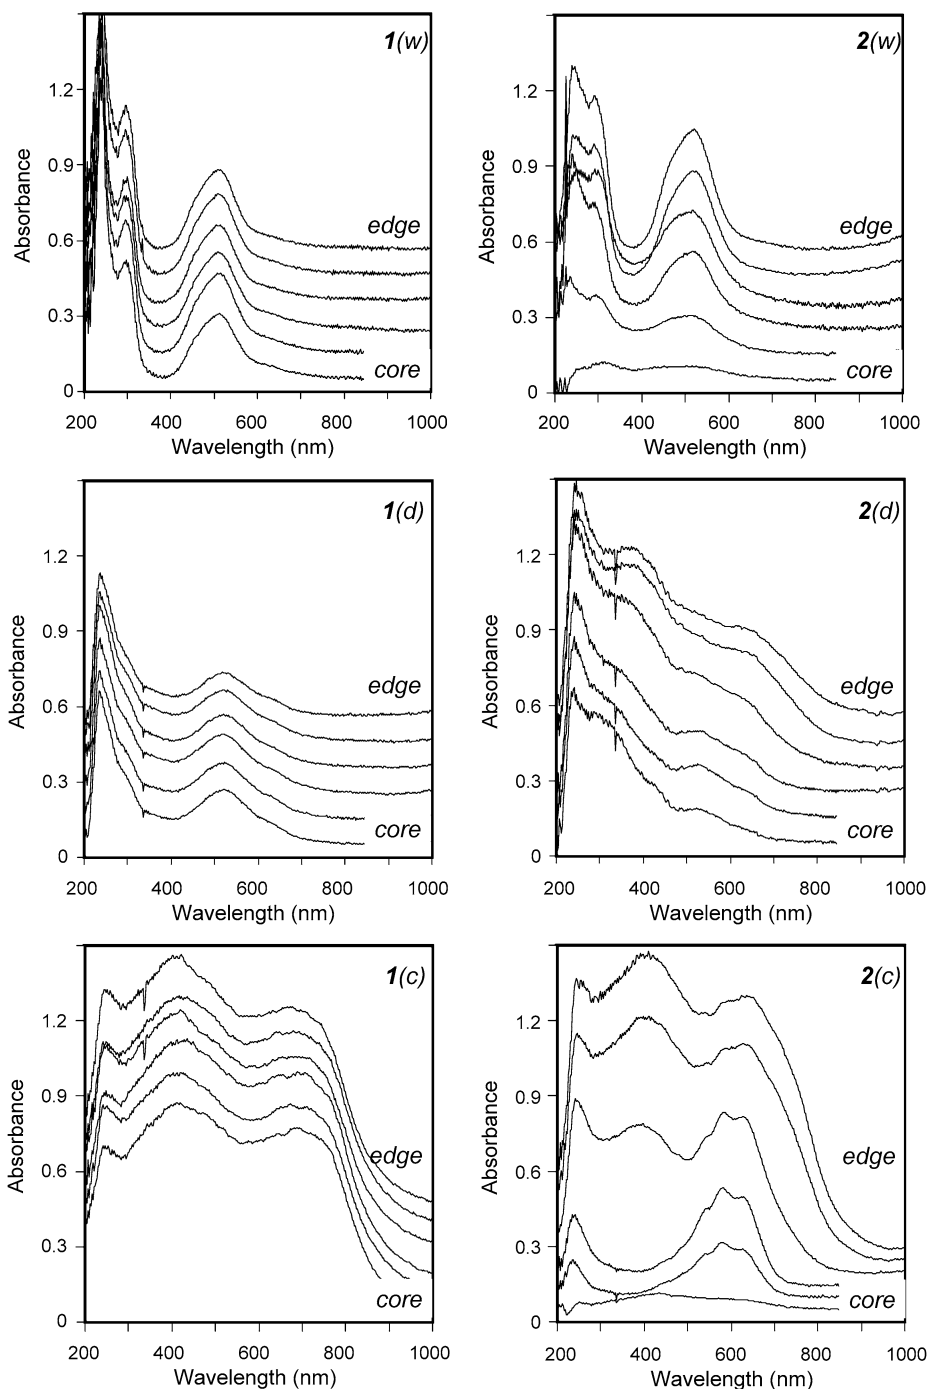 1(w)
1.2
0.9
0.6
0.3
0
Absorbance
edge
core
200 400 600 800 1000
Wavelength (nm)
2(w)
1.2
0.9
0.6
0.3
0
Absorbance
edge
core
200 400 600 800 1000
Wavelength (nm)
1(d)
1.2
0.9
0.6
0.3
0
Absorbance
edge
core
200 400 600 800 1000
Wavelength (nm)
2(d)
1.2
0.9
0.6
0.3
0
Absorbance
edge
core
200 400 600 800 1000
Wavelength (nm)
1(c)
1.2
0.9
0.6
0.3
0
Absorbance
edge
core
200 400 600 800 1000
Wavelength (nm)
2(c)
1.2
0.9
0.6
0.3
0
Absorbance
edge
core
200 400 600 800 1000
Wavelength (nm)